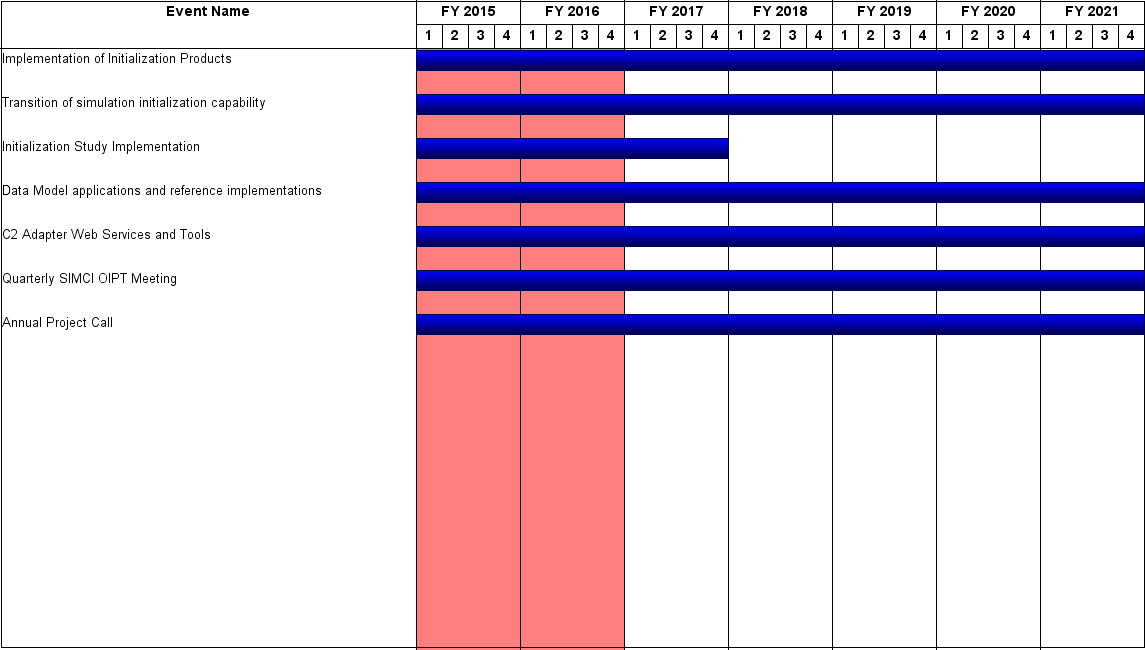 Event Name FY 2015 FY 2016 FY 2017 FY 2018 FY 2019 FY 2020 FY 2021
1 2 3 4 1 2 3 4 1 2 3 4 1 2 3 4 1 2 3 4 1 2 3 4 1 2 3 4
Implementation of Initialization Products
Transition of simulation initialization capability
Initialization Study Implementation
Data Model applications and reference implementations
C2 Adapter Web Services and Tools
Quarterly SIMCI OIPT Meeting
Annual Project Call